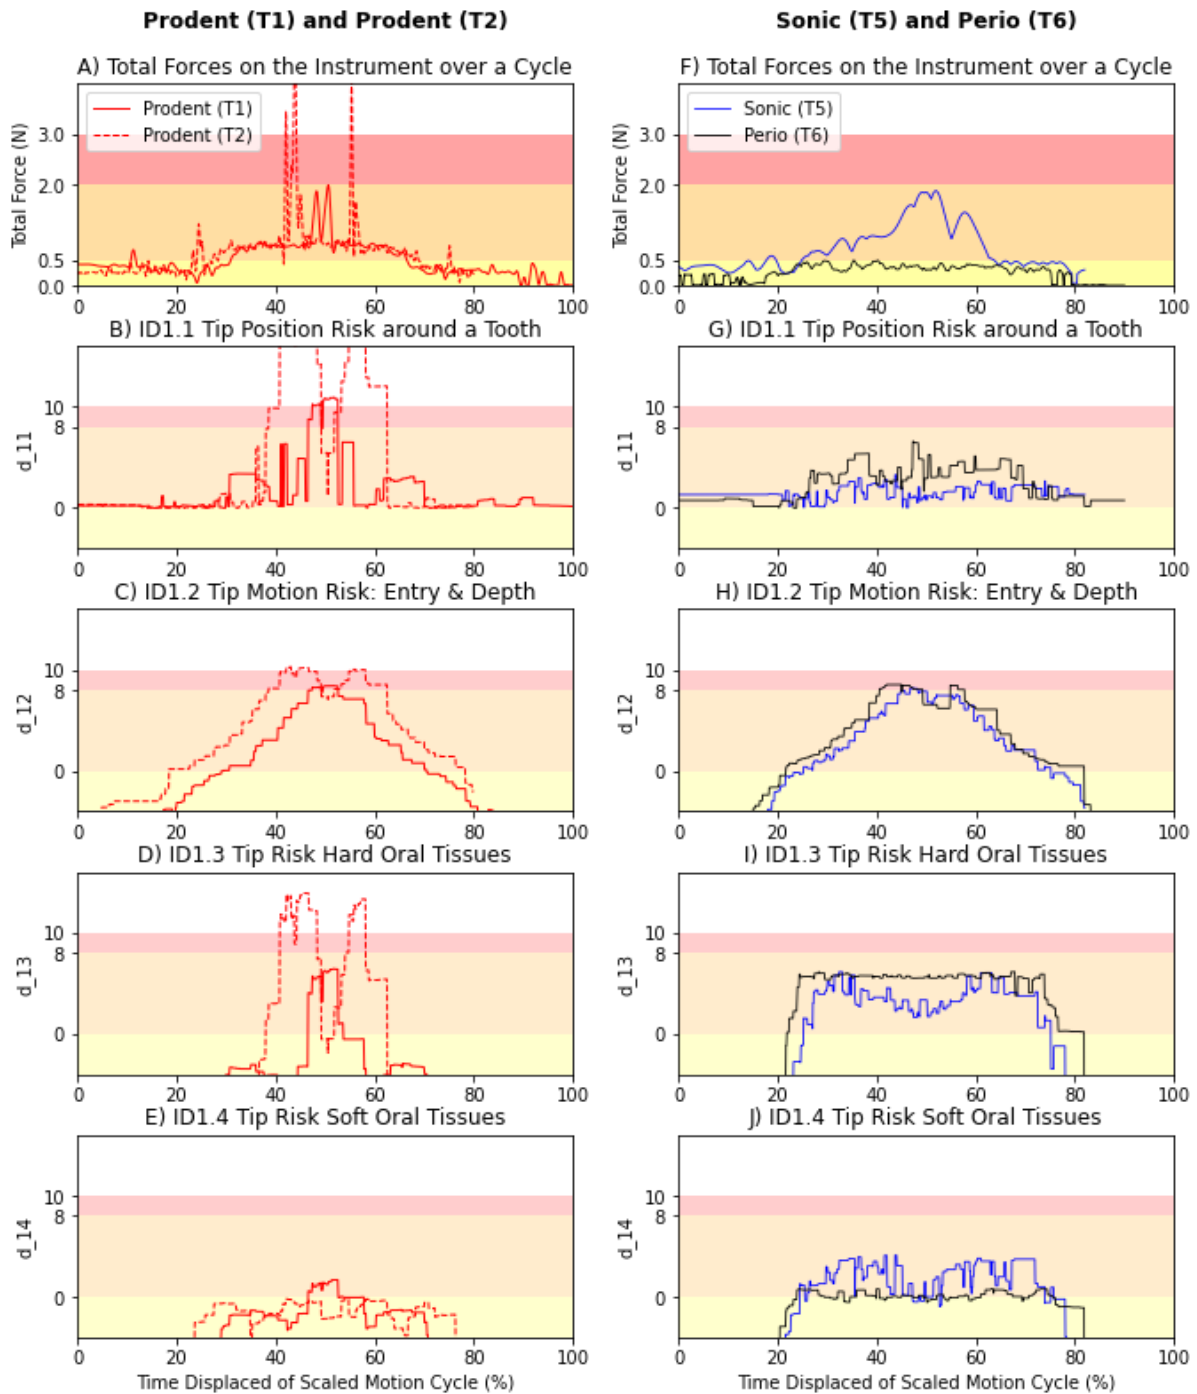 Prodent (T1) and Prodent (T2)
Sonic (T5) and Perio (T6)
A) Total Forces on the Instrument over a Cycle
Total Force (N)
3.0
2.0
0.5
0.0
Prodent (T1)
Prodent (T2)
0 20 40 60 80 100
F) Total Forces on the Instrument over a Cycle
Total Force (N)
3.0
2.0
0.5
0.0
Sonic (T5)
Perio (T6)
0 20 40 60 80 100
B) ID1.1 Tip Position Risk around a Tooth
d_11
10
8
0
0 20 40 60 80 100
G) ID1.1 Tip Position Risk around a Tooth
d_11
10
8
0
0 20 40 60 80 100
C) ID1.2 Tip Motion Risk: Entry & Depth
d_12
10
8
0
0 20 40 60 80 100
H) ID1.2 Tip Motion Risk: Entry & Depth
d_12
10
8
0
0 20 40 60 80 100
D) ID1.3 Tip Risk Hard Oral Tissues
d_13
10
8
0
0 20 40 60 80 100
I) ID1.3 Tip Risk Hard Oral Tissues
d_13
10
8
0
0 20 40 60 80 100
E) ID1.4 Tip Risk Soft Oral Tissues
d_14
10
8
0
0 20 40 60 80 100
Time Displaced of Scaled Motion Cycle (%)
J) ID1.4 Tip Risk Soft Oral Tissues
d_14
10
8
0
0 20 40 60 80 100
Time Displaced of Scaled Motion Cycle (%)